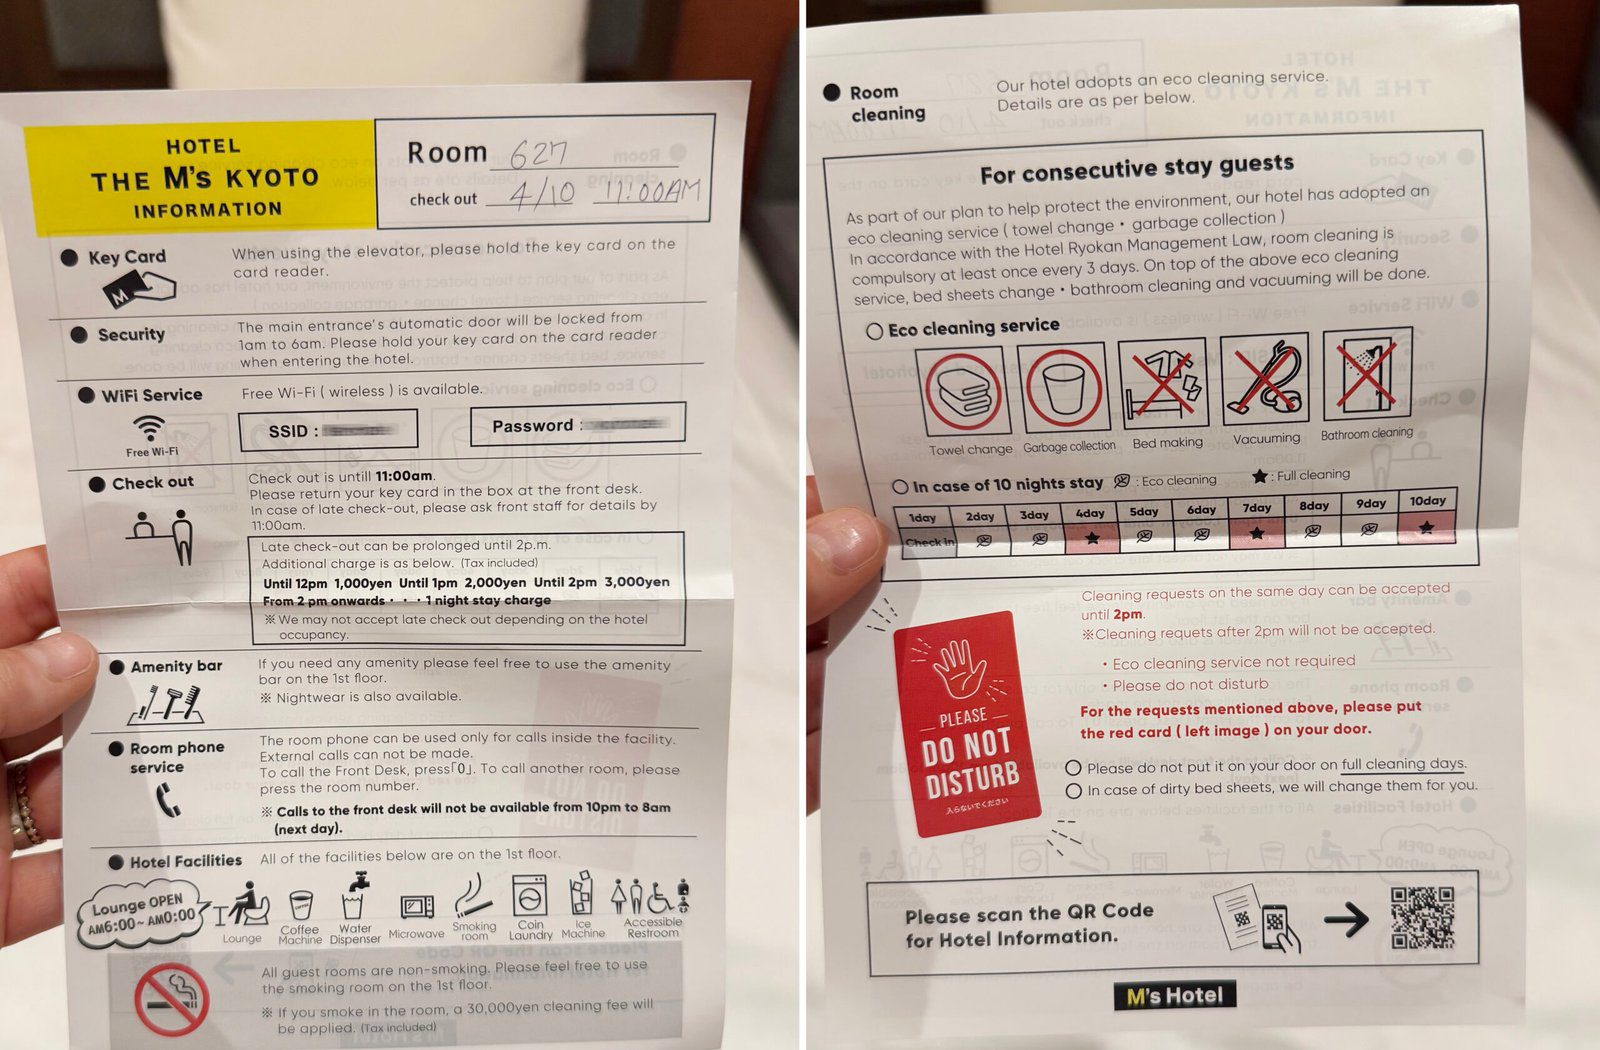 HOTEL
THE M's KYOTO
INFORMATION
Room 627
check out 4/10 11:00AM
Key Card
When using the elevator, please hold the key card on the
card reader.
M
Security
The main entrance's automatic door will be locked from
1am to 6am. Please hold your key card on the card reader
when entering the hotel.
WiFi Service
Free Wi-Fi ( wireless ) is available.
Free Wi-Fi
SSID :
Password :
Check out
Check out is untill 11:00am.
Please return your key card in the box at the front desk.
In case of late check-out, please ask front staff for details by
11:00am.
Late check-out can be prolonged until 2p.m.
Additional charge is as below. (Tax included)
Until 12pm 1,000yen Until 1pm 2,000yen Until 2pm 3,000yen
From 2 pm onwards・・・1 night stay charge
※We may not accept late check out depending on the hotel
occupancy.
Amenity bar
If you need any amenity please feel free to use the amenity
bar on the 1st floor.
※ Nightwear is also available.
Room phone
service
The room phone can be used only for calls inside the facility.
External calls can not be made.
To call the Front Desk, press「0」. To call another room, please
press the room number.
※ Calls to the front desk will not be available from 10pm to 8am
(next day).
Hotel Facilities
All of the facilities below are on the 1st floor.
Lounge OPEN
AM6:00~AM0:00
Lounge
Coffee
Machine
Water
Dispenser
Microwave
Smoking
room
Coin
Laundry
Ice
Machine
Accessible
Restroom
All guest rooms are non-smoking. Please feel free to use
the smoking room on the 1st floor.
※ If you smoke in the room, a 30,000yen cleaning fee will
be applied. (Tax included)
Room
cleaning
Our hotel adopts an eco cleaning service.
Details are as per below.
For consecutive stay guests
As part of our plan to help protect the environment, our hotel has adopted an
eco cleaning service ( towel change・garbage collection )
In accordance with the Hotel Ryokan Management Law, room cleaning is
compulsory at least once every 3 days. On top of the above eco cleaning
service, bed sheets change・bathroom cleaning and vacuuming will be done.
Eco cleaning service
Towel change
Garbage collection
Bed making
Vacuuming
Bathroom cleaning
In case of 10 nights stay : Eco cleaning ★ : Full cleaning
1day 2day 3day 4day 5day 6day 7day 8day 9day 10day
Check in ★ ★ ★
Cleaning requests on the same day can be accepted
until 2pm.
※Cleaning requets after 2pm will not be accepted.
・Eco cleaning service not required
・Please do not disturb
For the requests mentioned above, please put
the red card ( left image ) on your door.
PLEASE
DO NOT
DISTURB
入らないでください
Please do not put it on your door on full cleaning days.
In case of dirty bed sheets, we will change them for you.
Please scan the QR Code
for Hotel Information.
M's Hotel